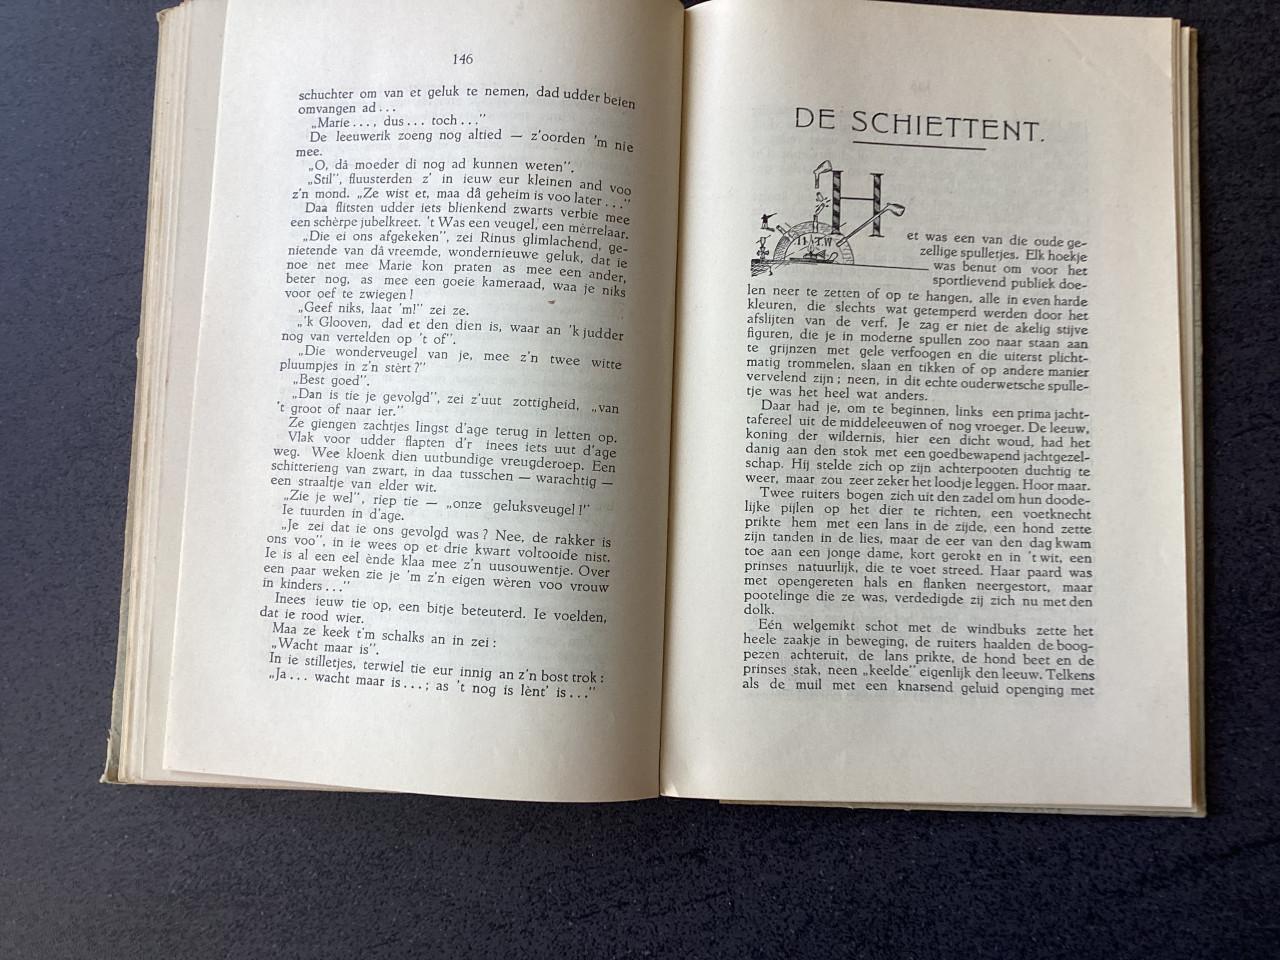 146
schuchter om van et geluk te nemen, dad udder beien
omvangen ad...
„Marie..., dus... toch..."
De leeuwerik zoeng nog altied — z'oorden 'm nie
mee.
„O, då moeder di nog ad kunnen weten".
„Stil", fluusterden z' in ieuw eur kleinen and voo
z'n mond. „Ze wist et, maa dâ geheim is voo later..."
Daa flitsten udder iets blienkend zwarts verbie mee
een schèrpe jubelkreet. 't Was een veugel, een mèrrelaar.
„Die ei ons afgekeken", zei Rinus glimlachend, ge-
nietende van dâ vreemde, wondernieuwe geluk, dat ie
noe net mee Marie kon praten as mee een ander,
beter nog, as mee een goeie kameraad, waa je niks
voor oef te zwiegen!
„Geef niks, laat 'm!" zei ze.
„'k Glooven, dad et den dien is, waar an 'k judder
nog van vertelden op 't of".
„Die wonderveugel van je, mee z'n twee witte
pluumpjes in z'n stèrt?"
„Best goed".
„Dan is tie je gevolgd", zei z'uut zottigheid, „van
't groot of naar ier."
Ze giengen zachtjes lingst d'age terug in letten op.
Vlak voor udder flapten d'r inees iets uut d'age
weg. Wee kloenk dien uutbundige vreugderoep. Een
schitterieng van zwart, in daa tusschen — warachtig —
een straaltje van elder wit.
„Zie je wel", riep tie — „onze geluksveugel!"
Ie tuurden in d'age.
„Je zei dat ie ons gevolgd was? Nee, de rakker is
ons voo", in ie wees op et drie kwart voltooide nist.
Ie is al een eel ènde klaa mee z'n uusouwentje. Over
een paar weken zie je 'm z'n eigen wèren voo vrouw
in kinders..."
Inees ieuw tie op, een bitje beteuterd. Ie voelden,
dat ie rood wier.
Maa ze keek t'm schalks an in zei:
„Wacht maar is".
In ie stilletjes, terwiel tie eur innig an z'n bost trok:
„Ja... wacht maar is...; as 't nog is lènt' is..."
DE SCHIETTENT.
Het was een van die oude ge-
zellige spulletjes. Elk hoekje
was benut om voor het
sportlievend publiek doe-
len neer te zetten of op te hangen, alle in even harde
kleuren, die slechts wat getemperd werden door het
afslijten van de verf. Je zag er niet de akelig stijve
figuren, die je in moderne spullen zoo naar staan aan
te grijnzen met gele verfoogen en die uiterst plicht-
matig trommelen, slaan en tikken of op andere manier
vervelend zijn; neen, in dit echte ouderwetsche spulle-
tje was het heel wat anders.
Daar had je, om te beginnen, links een prima jacht-
tafereel uit de middeleeuwen of nog vroeger. De leeuw,
koning der wildernis, hier een dicht woud, had het
danig aan den stok met een goedbewapend jachtgezel-
schap. Hij stelde zich op zijn achterpooten duchtig te
weer, maar zou zeer zeker het loodje leggen. Hoor maar.
Twee ruiters bogen zich uit den zadel om hun doode-
lijke pijlen op het dier te richten, een voetknecht
prikte hem met een lans in de zijde, een hond zette
zijn tanden in de lies, maar de eer van den dag kwam
toe aan een jonge dame, kort gerokt en in 't wit, een
prinses natuurlijk, die te voet streed. Haar paard was
met opengereten hals en flanken neergestort, maar
pootelinge die ze was, verdedigde zij zich nu met den
dolk.
Eén welgemikt schot met de windbuks zette het
heele zaakje in beweging, de ruiters haalden de boog-
pezen achteruit, de lans prikte, de hond beet en de
prinses stak, neen „keelde" eigenlijk den leeuw. Telkens
als de muil met een knarsend geluid openging met